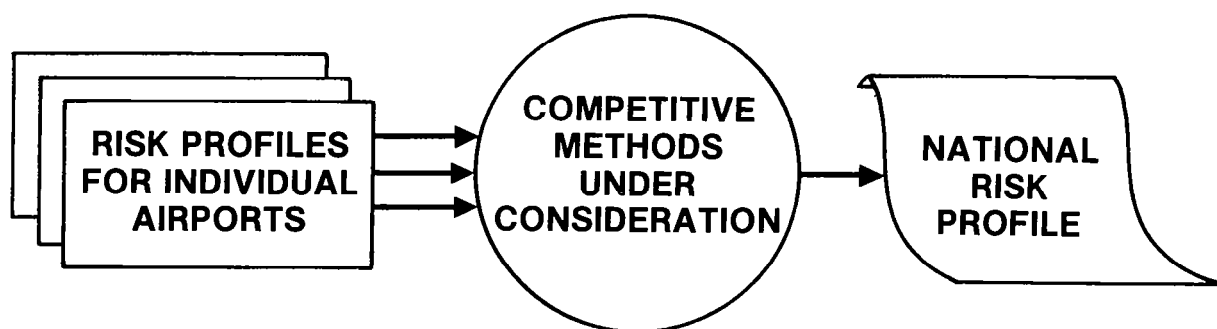 RISK PROFILES
FOR INDIVIDUAL
AIRPORTS
COMPETITIVE
METHODS
UNDER
CONSIDERATION
NATIONAL
RISK
PROFILE